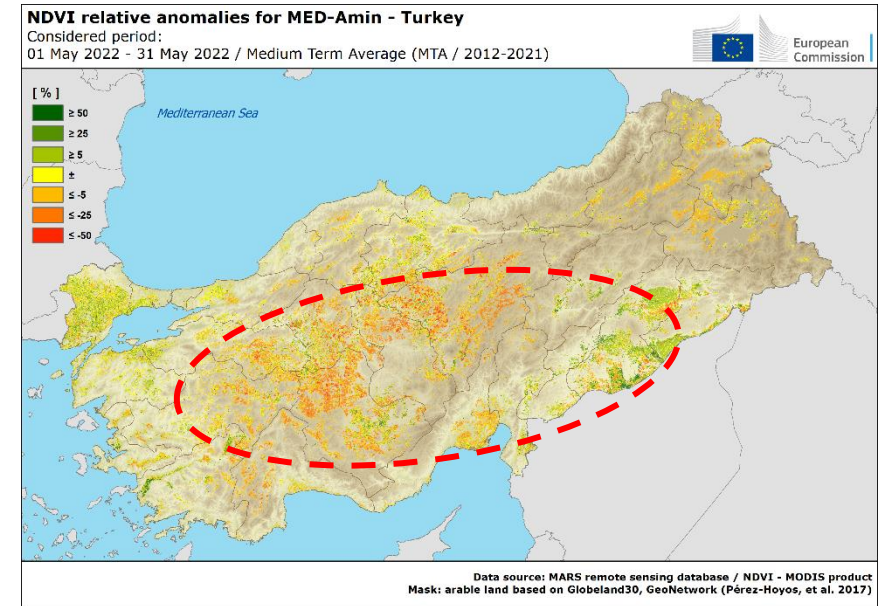 NDVI relative anomalies for MED-Amin - Turkey
Considered period:
01 May 2022 - 31 May 2022 / Medium Term Average (MTA / 2012-2021)
European
Commission
[ % ]
≥ 50
≥ 25
≥ 5
±
≤ -5
≤ -25
≤ -50
Mediterranean Sea
Data source: MARS remote sensing database / NDVI - MODIS product
Mask: arable land based on Globeland30, GeoNetwork (Pérez-Hoyos, et al. 2017)